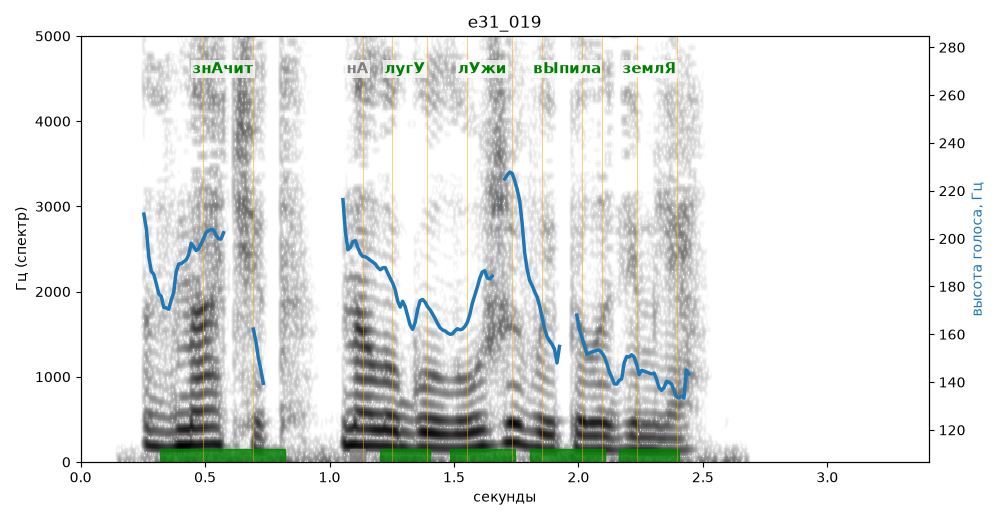 e31_019
знАчит нА лугУ лУжи вЫпила землЯ
Гц (спектр)
высота голоса, Гц
5000
4000
3000
2000
1000
0
280
260
240
220
200
180
160
140
120
0.0 0.5 1.0 1.5 2.0 2.5 3.0
секунды